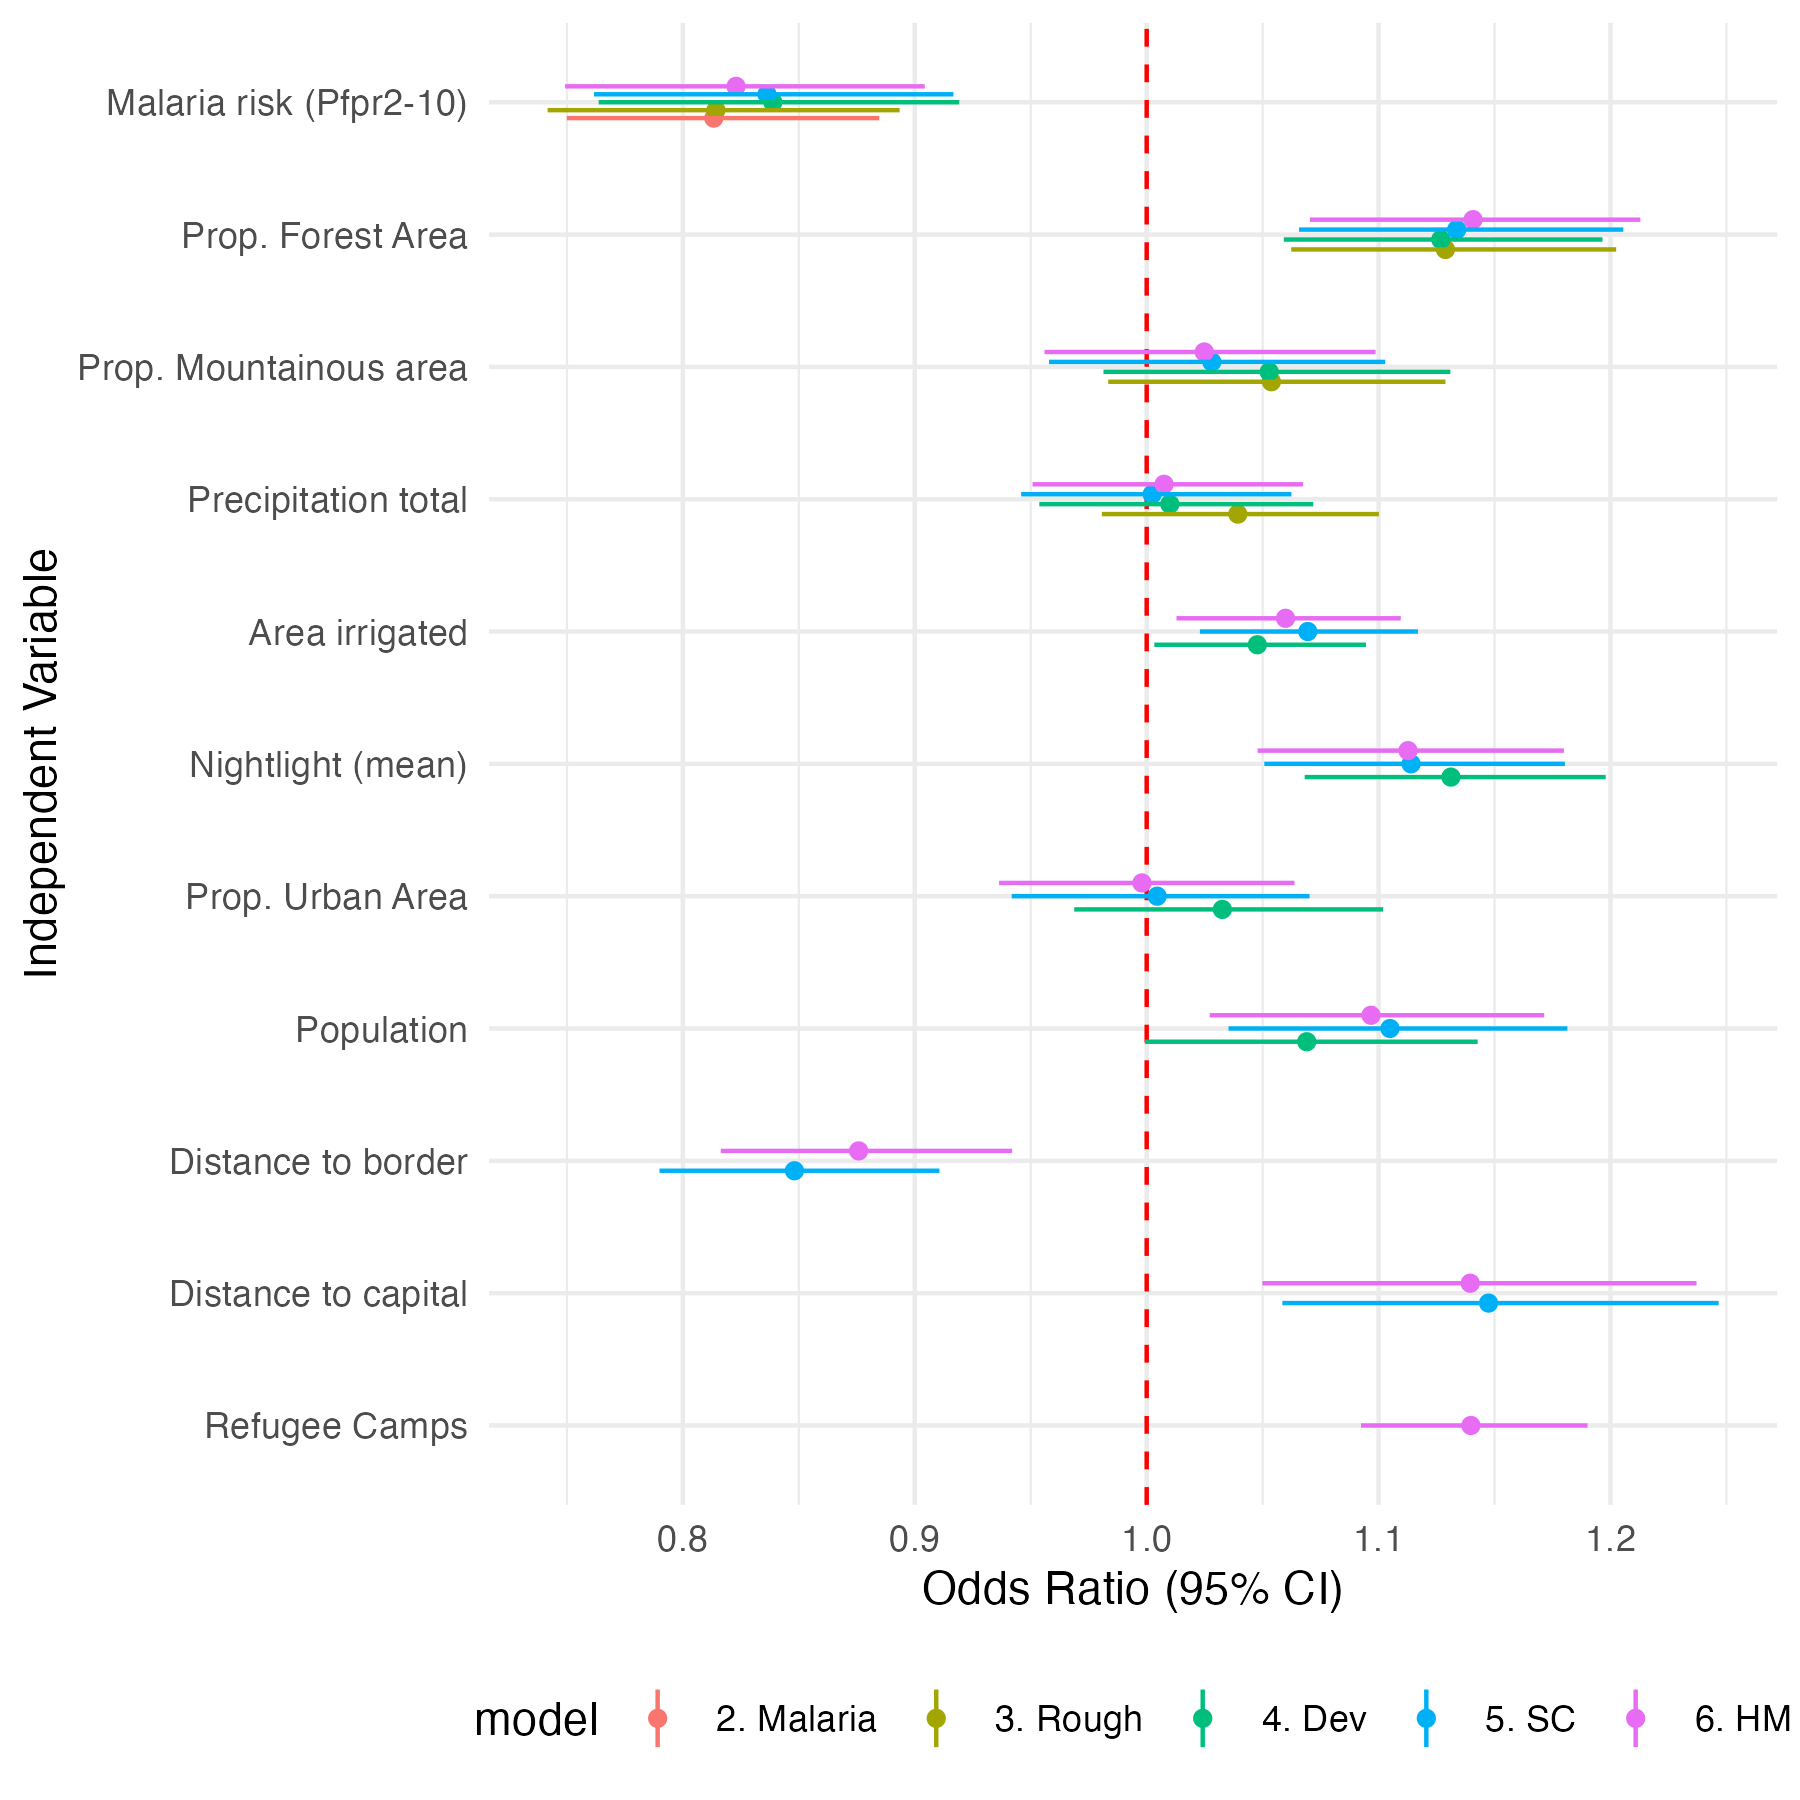 Independent Variable
Malaria risk (Pfpr2-10)
Prop. Forest Area
Prop. Mountainous area
Precipitation total
Area irrigated
Nightlight (mean)
Prop. Urban Area
Population
Distance to border
Distance to capital
Refugee Camps
0.8 0.9 1.0 1.1 1.2
Odds Ratio (95% CI)
model 2. Malaria 3. Rough 4. Dev 5. SC 6. HM